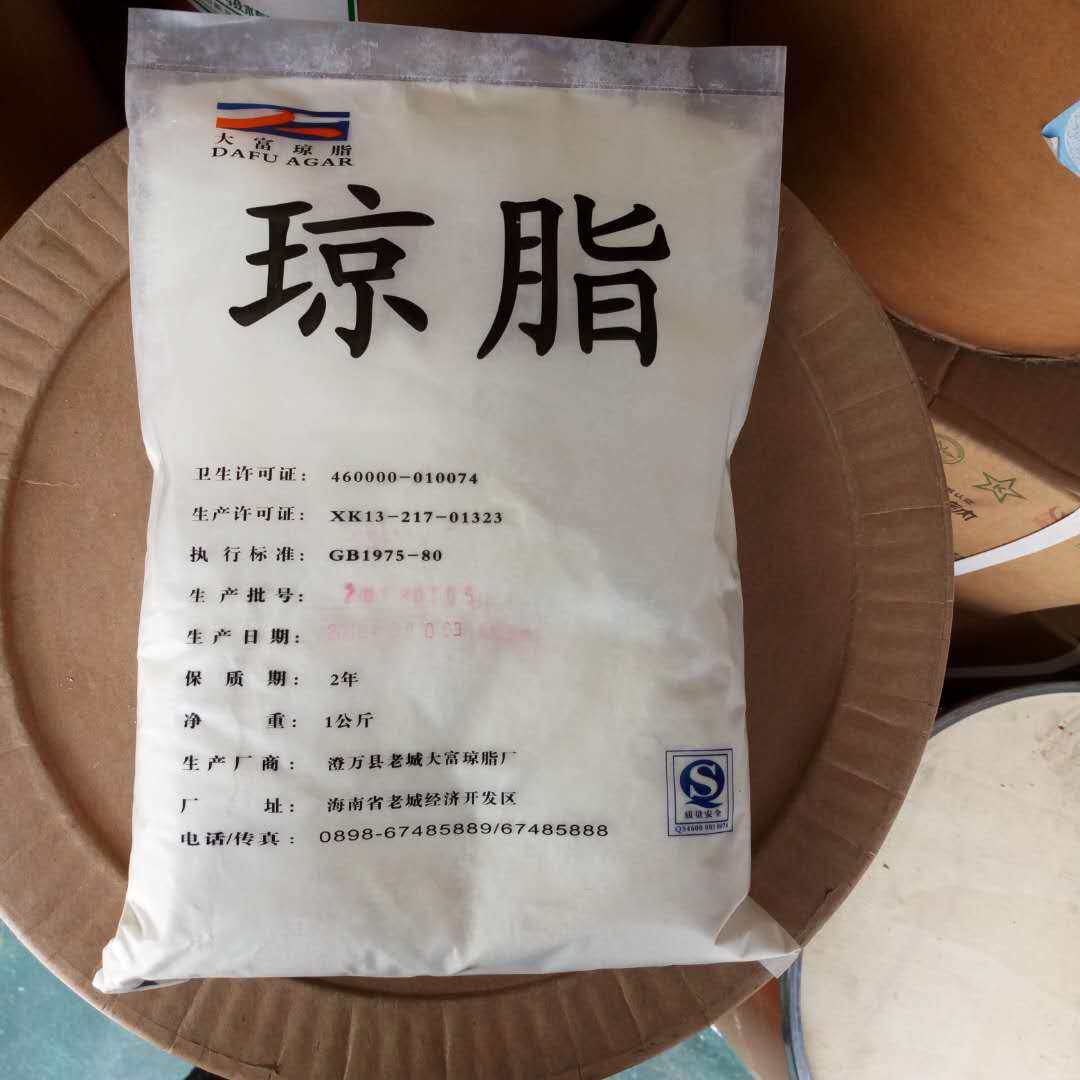 大富琼脂
DAFU AGAR
琼脂
卫生许可证: 460000-010074
生产许可证: XK13-217-01323
执行标准: GB1975-80
生产批号:
生产日期:
保质期: 2年
净重: 1公斤
生产厂商: 澄万县老城大富琼脂厂
厂址: 海南省老城经济开发区
电话/传真: 0898-67485889/67485888
QS
质量安全